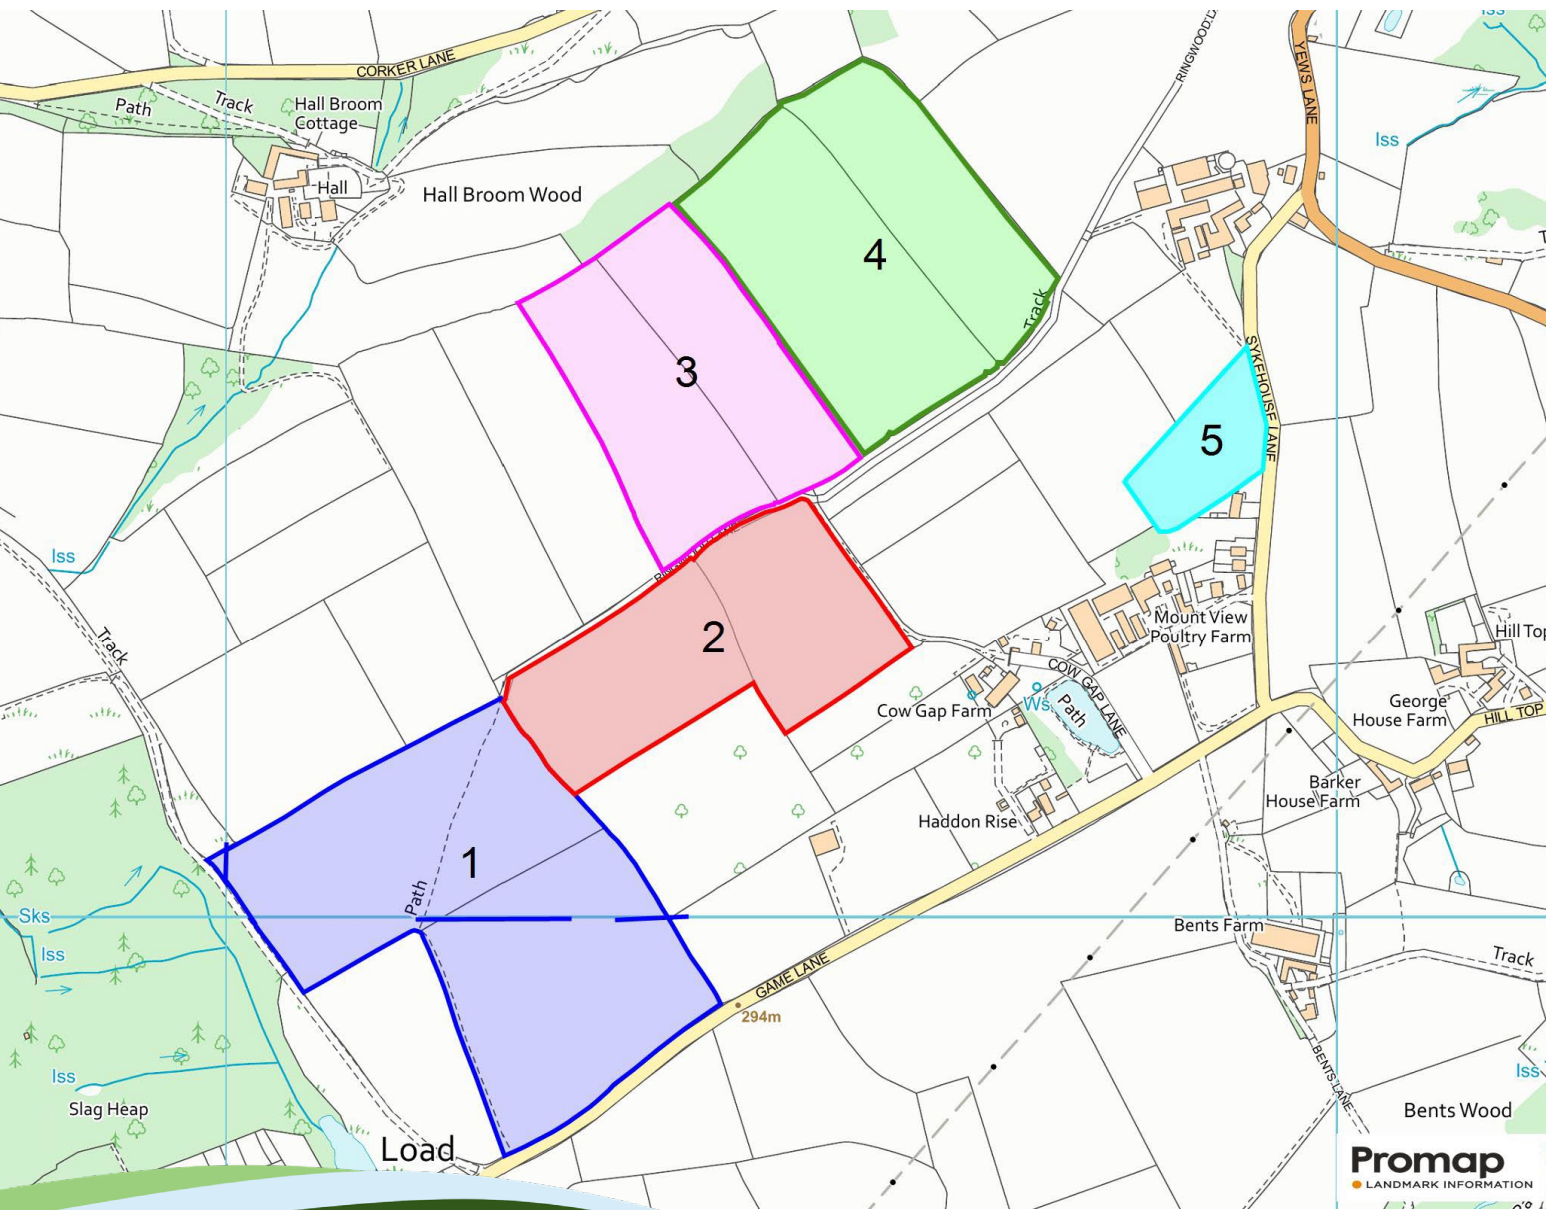 CORKER LANE
Iss
Path
Track
Hall Broom
Cottage
YEWS LANE
Iss
Hall
Hall Broom Wood
4
Track
3
SYKEHOUSE LANE
5
Iss
Track
2
Mount View
Poultry Farm
Hill Top
COW GAP LANE
Path
Cow Gap Farm
George
House Farm
HILL TOP
Barker
House Farm
Haddon Rise
1
Path
Sks
Iss
Bents Farm
GAME LANE
Track
294m
Iss
Slag Heap
BENTS LANE
Iss
Bents Wood
Load
Promap
LANDMARK INFORMATION